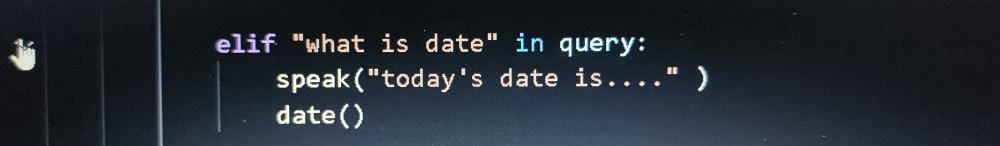 elif "what is date" in query:
speak("today's date is...." )
date()